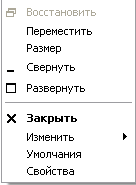 Восстановить
Переместить
Размер
Свернуть
Развернуть
Закрыть
Изменить
Умолчания
Свойства